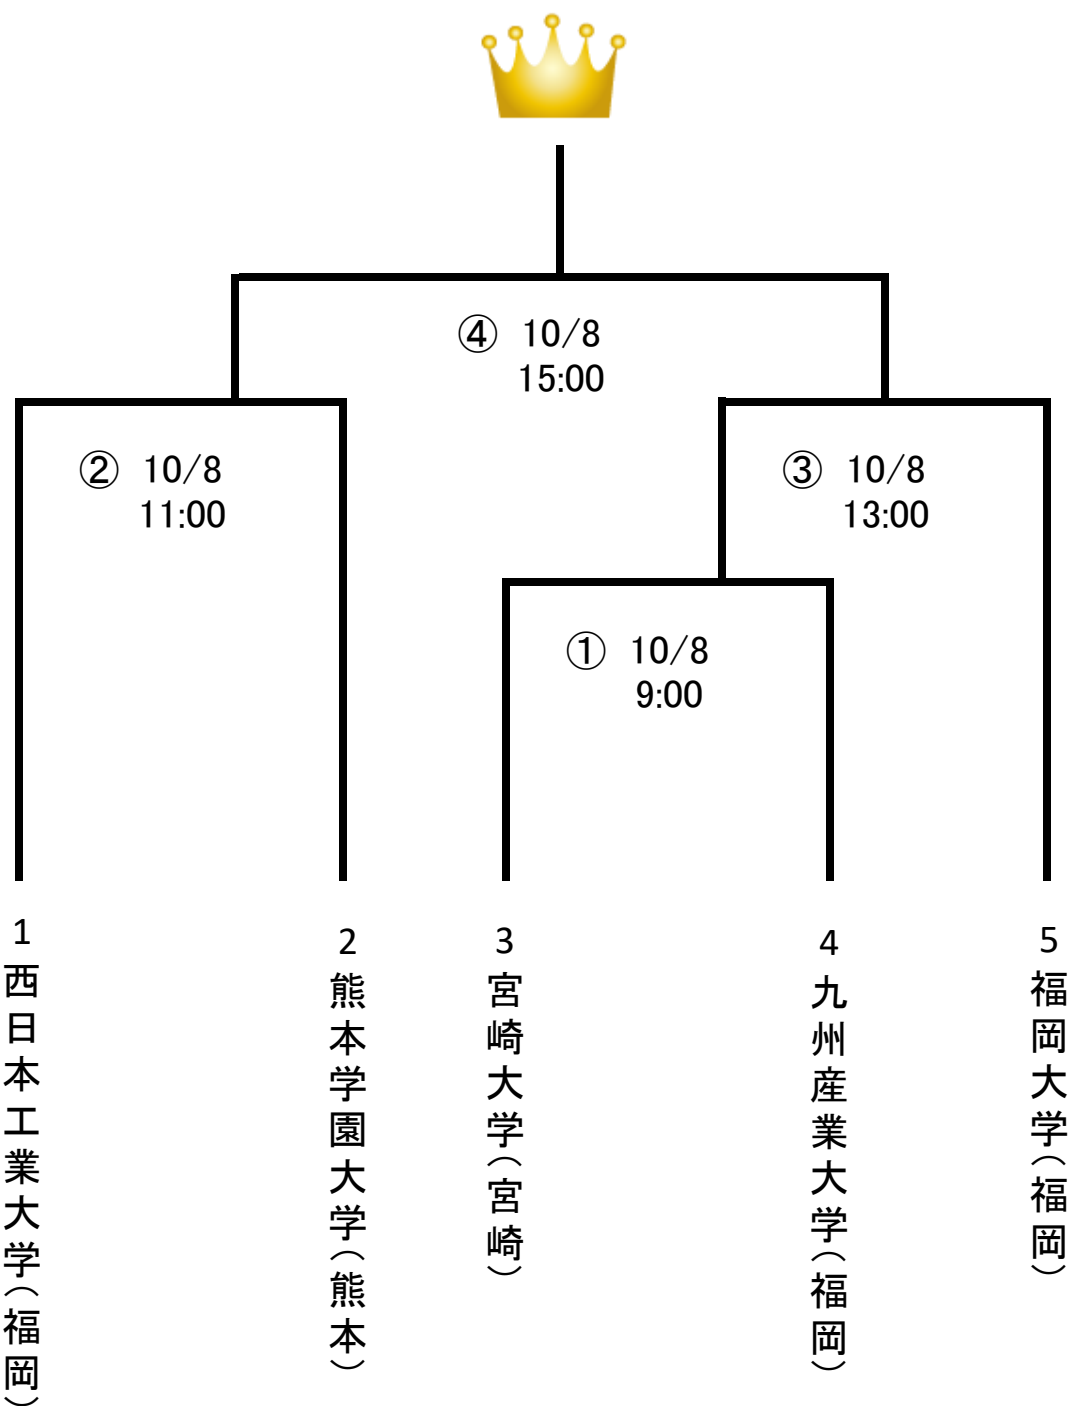 ④ 10/8
15:00
② 10/8
11:00
③ 10/8
13:00
① 10/8
9:00
1
西日本工業大学(福岡)
2
熊本学園大学(熊本)
3
宮崎大学(宮崎)
4
九州産業大学(福岡)
5
福岡大学(福岡)